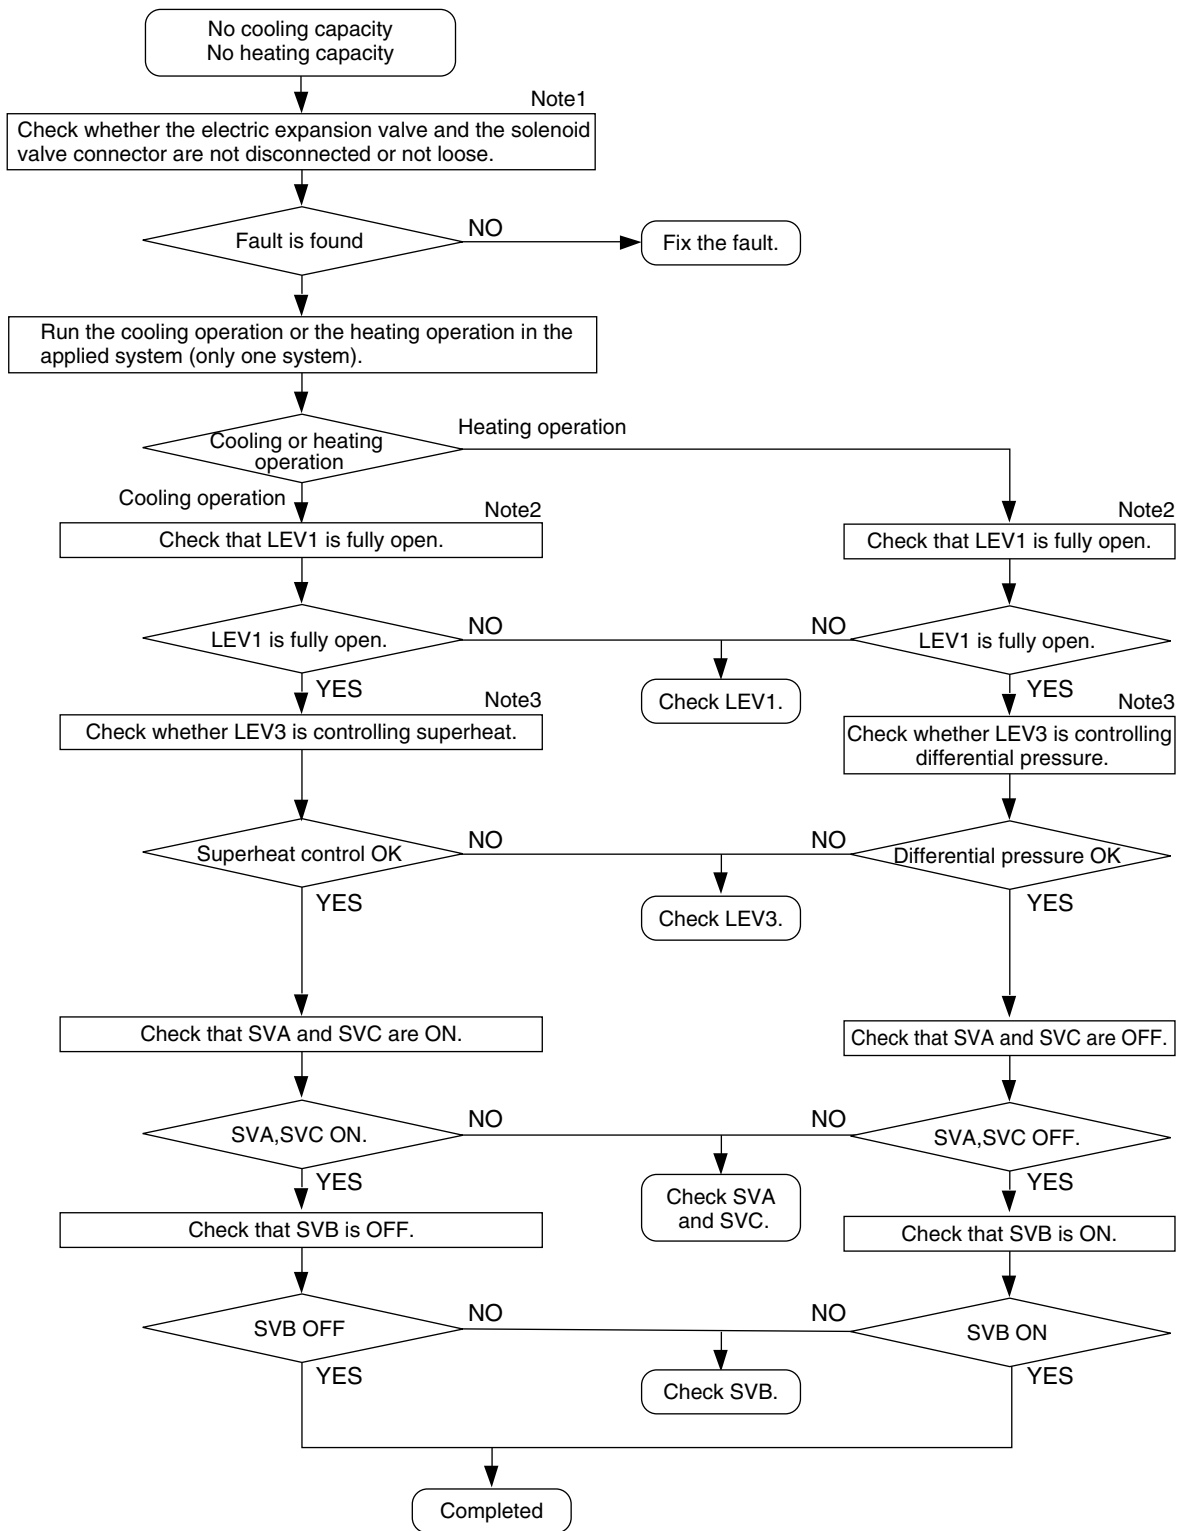 No cooling capacity
No heating capacity
Note1
Check whether the electric expansion valve and the solenoid
valve connector are not disconnected or not loose.
Fault is found
NO
Fix the fault.
Run the cooling operation or the heating operation in the
applied system (only one system).
Cooling or heating
operation
Heating operation
Cooling operation
Note2
Check that LEV1 is fully open.
Note2
Check that LEV1 is fully open.
LEV1 is fully open.
NO
NO
LEV1 is fully open.
YES
Check LEV1.
YES
Note3
Check whether LEV3 is controlling superheat.
Note3
Check whether LEV3 is controlling
differential pressure.
Superheat control OK
NO
NO
Differential pressure OK
YES
Check LEV3.
YES
Check that SVA and SVC are ON.
Check that SVA and SVC are OFF.
SVA,SVC ON.
NO
NO
SVA,SVC OFF.
YES
Check SVA
and SVC.
YES
Check that SVB is OFF.
Check that SVB is ON.
SVB OFF
NO
NO
SVB ON
YES
Check SVB.
YES
Completed